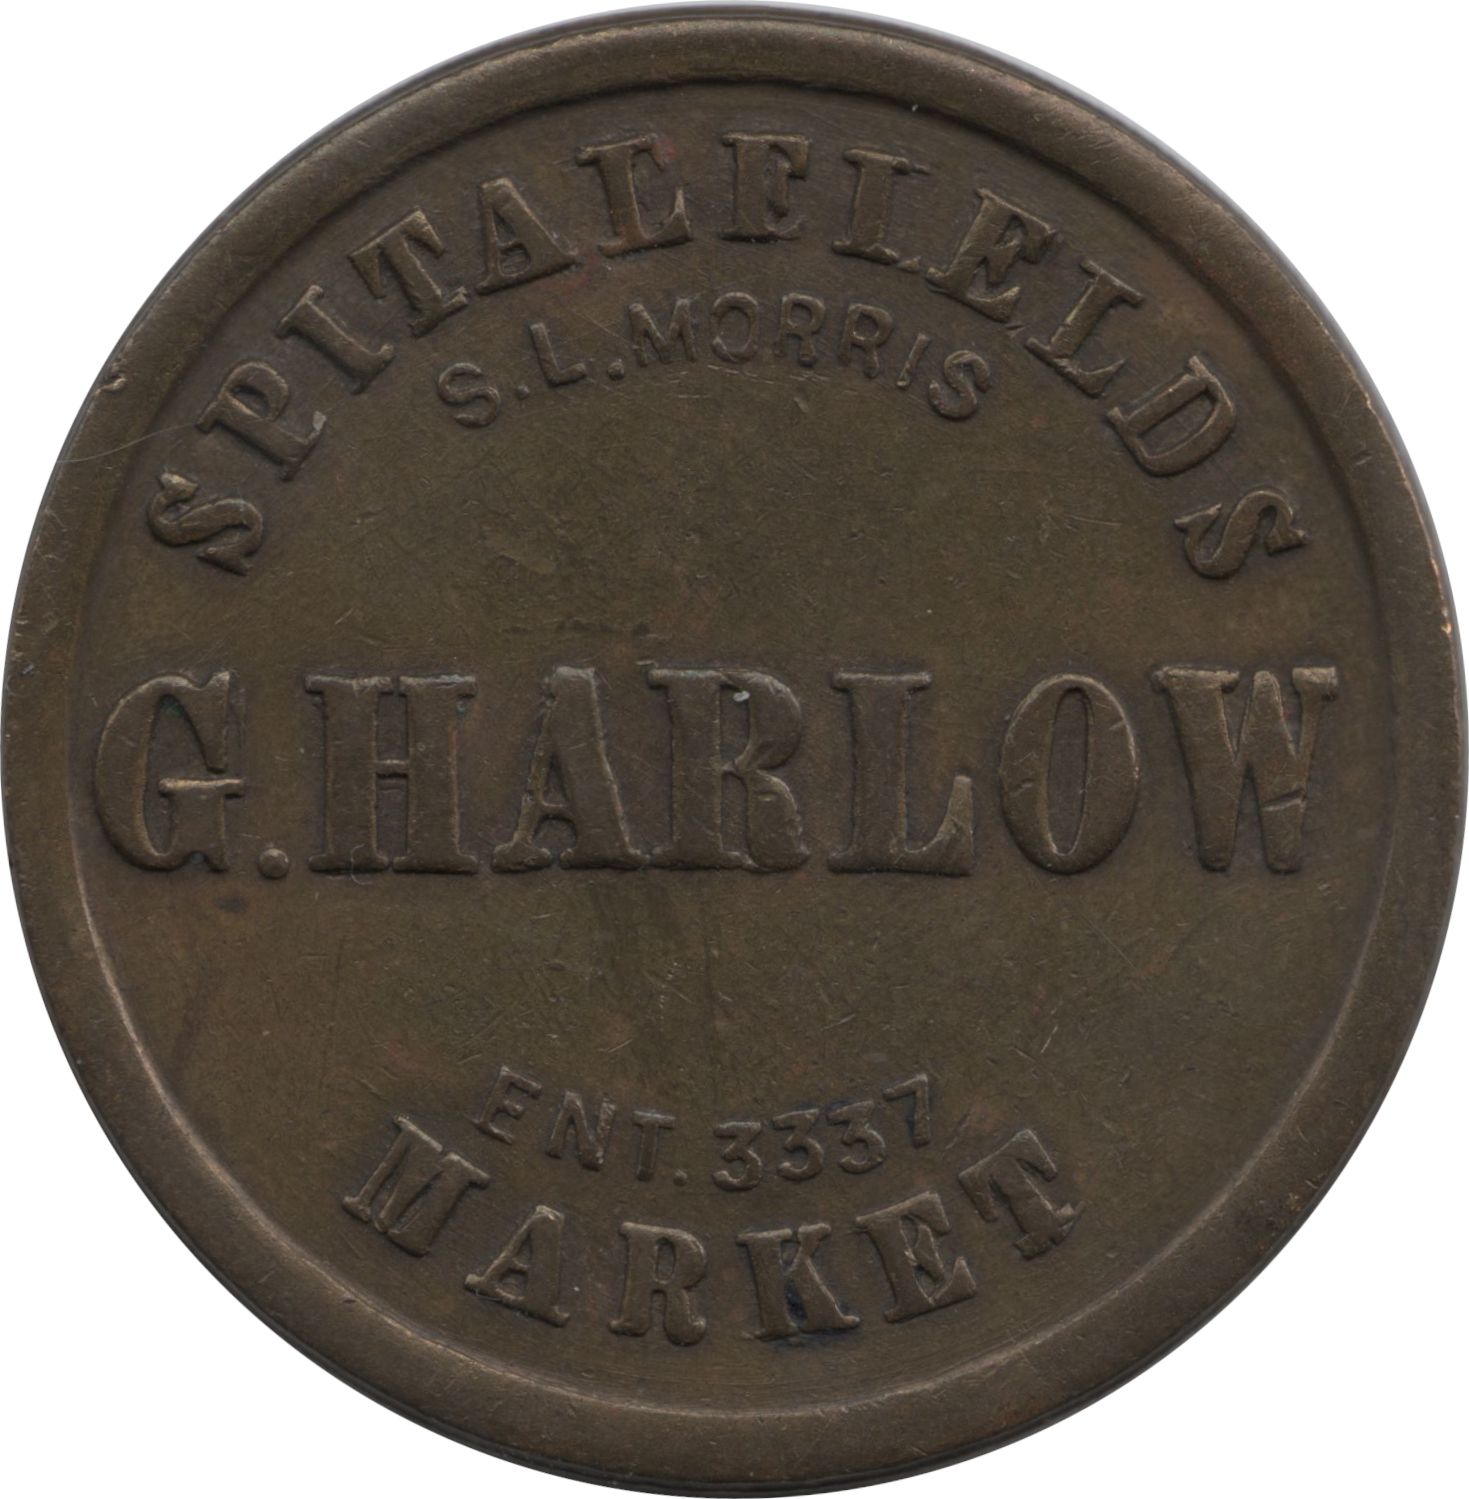 SPITALFIELDS
S.L.MORRIS
G.HARLOW
ENT. 3337
MARKET